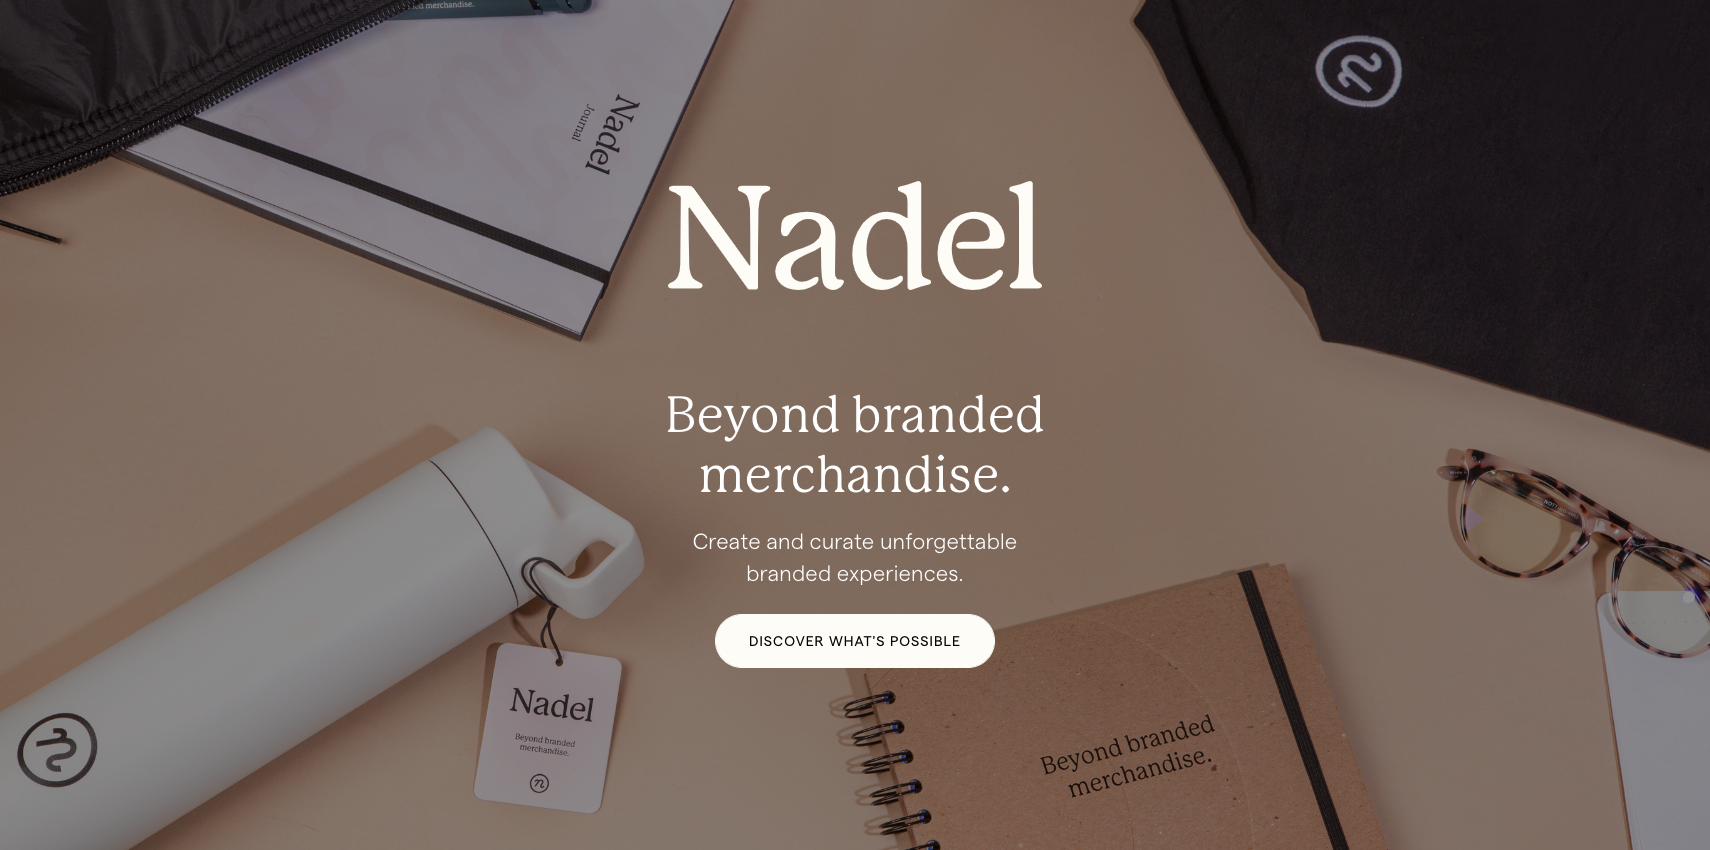 merchandise.
Nadel
Journal
Nadel
Beyond branded
merchandise.
Create and curate unforgettable
branded experiences.
DISCOVER WHAT'S POSSIBLE
Nadel
Beyond branded
merchandise.
Beyond branded
merchandise.